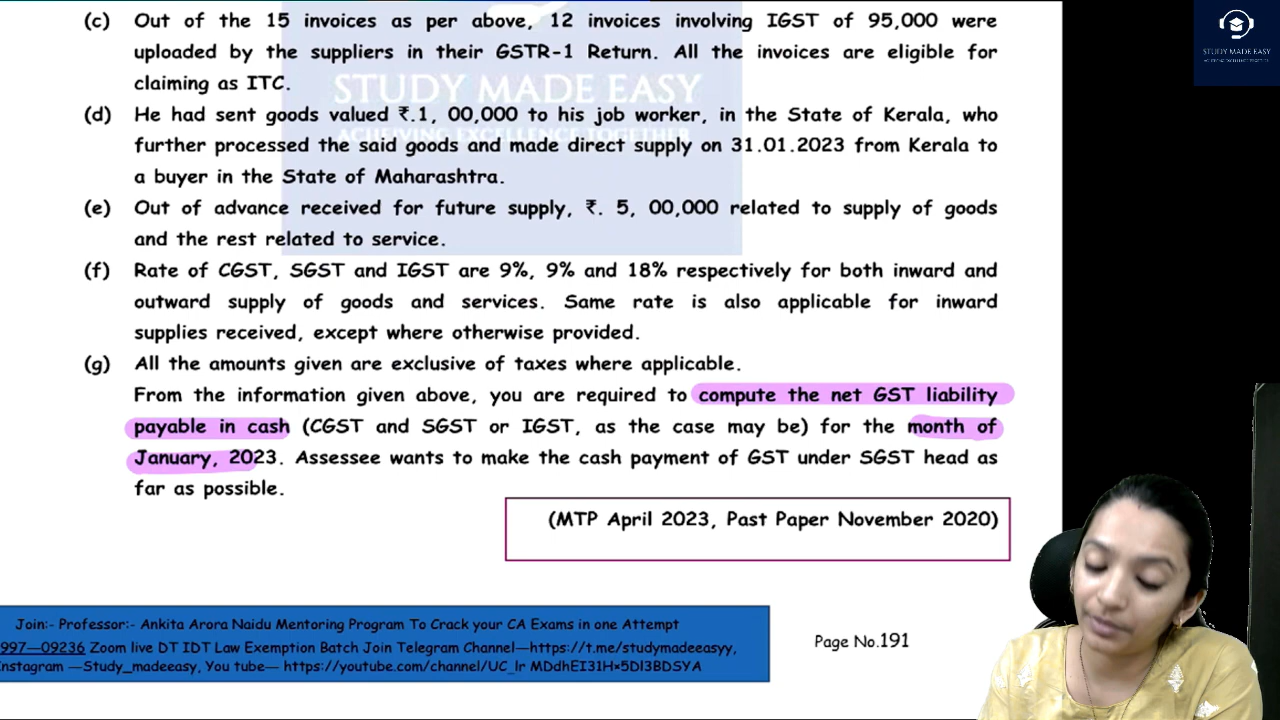 (c) Out of the 15 invoices as per above, 12 invoices involving IGST of 95,000 were
uploaded by the suppliers in their GSTR-1 Return. All the invoices are eligible for
claiming as ITC.
STUDY MADE EASY
ACHIEVING EXCELLENCE TOGETHER
(d) He had sent goods valued ₹.1, 00,000 to his job worker, in the State of Kerala, who
further processed the said goods and made direct supply on 31.01.2023 from Kerala to
a buyer in the State of Maharashtra.
(e) Out of advance received for future supply, ₹. 5, 00,000 related to supply of goods
and the rest related to service.
(f) Rate of CGST, SGST and IGST are 9%, 9% and 18% respectively for both inward and
outward supply of goods and services. Same rate is also applicable for inward
supplies received, except where otherwise provided.
(g) All the amounts given are exclusive of taxes where applicable.
From the information given above, you are required to compute the net GST liability
payable in cash (CGST and SGST or IGST, as the case may be) for the month of
January, 2023. Assessee wants to make the cash payment of GST under SGST head as
far as possible.
(MTP April 2023, Past Paper November 2020)
Join:- Professor:- Ankita Arora Naidu Mentoring Program To Crack your CA Exams in one Attempt
997—09236 Zoom live DT IDT Law Exemption Batch Join Telegram Channel—https://t.me/studymadeeasyy,
nstagram —Study_madeeasy, You tube— https://youtube.com/channel/UC_lr MDdhEI31H×5Dl3BDSYA
Page No.191
STUDY MADE EASY